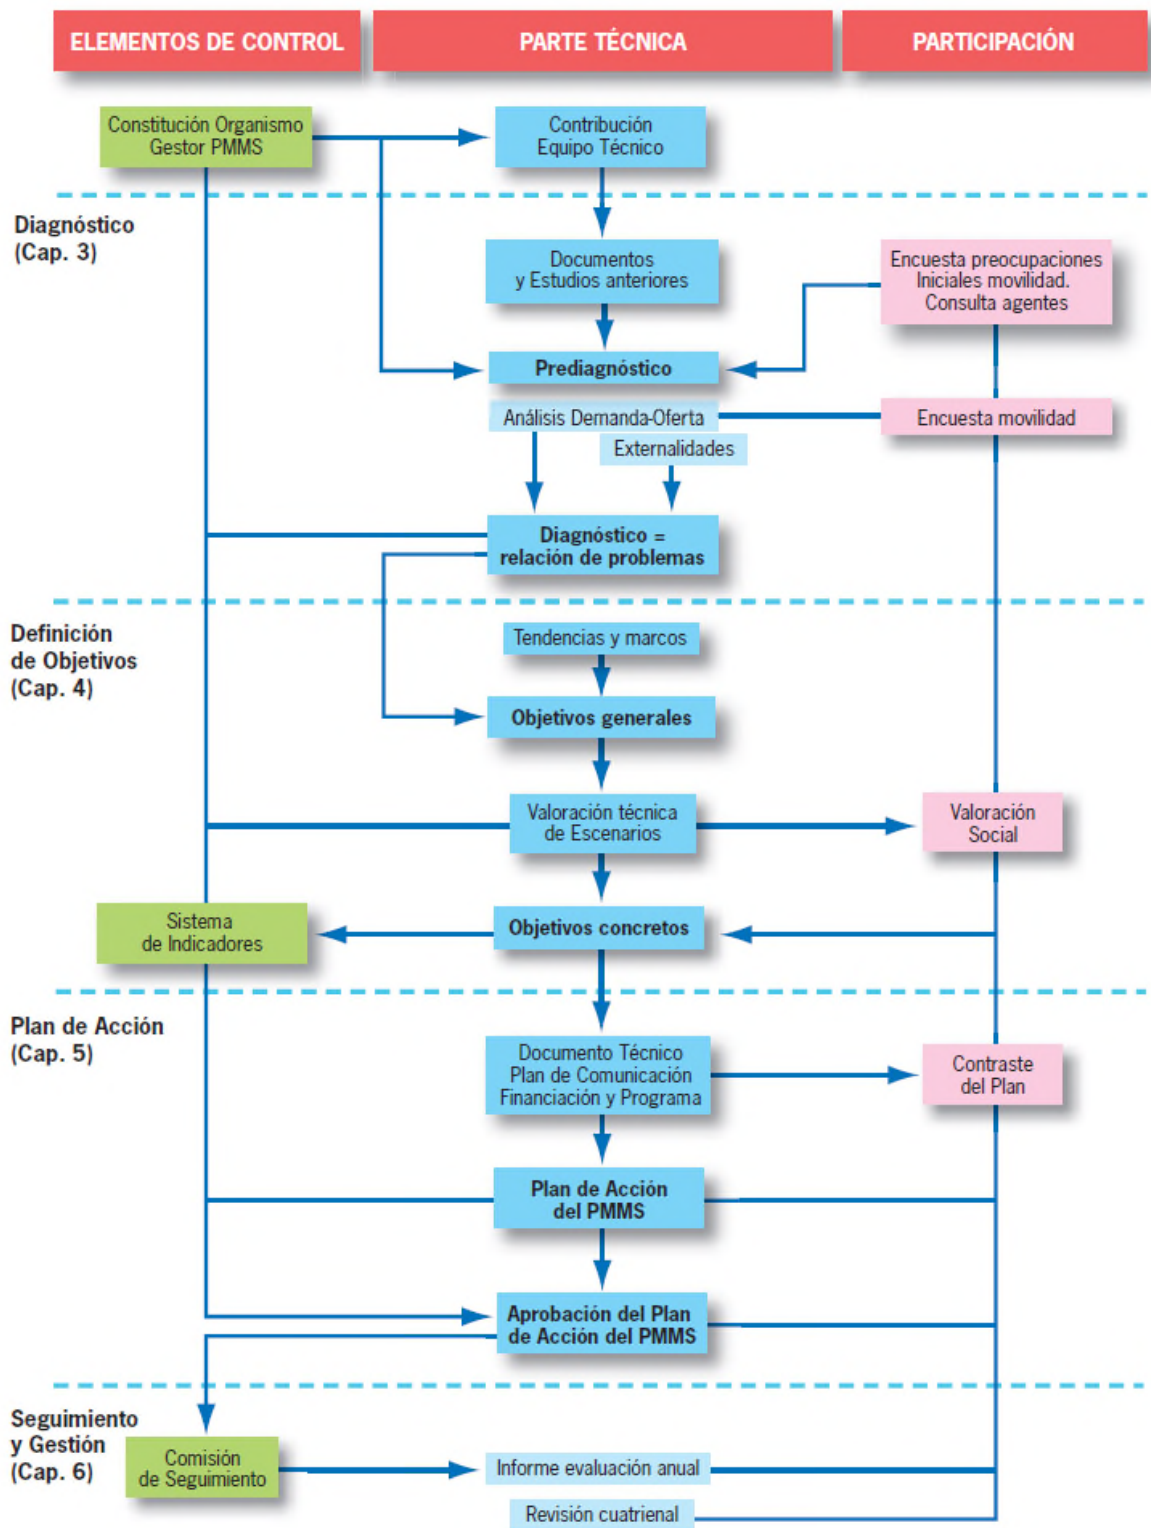 ELEMENTOS DE CONTROL
PARTE TÉCNICA
PARTICIPACIÓN
Constitución Organismo
Gestor PMMS
Contribución
Equipo Técnico
Diagnóstico
(Cap. 3)
Documentos
y Estudios anteriores
Encuesta preocupaciones
Iniciales movilidad.
Consulta agentes
Prediagnóstico
Análisis Demanda-Oferta
Encuesta movilidad
Externalidades
Diagnóstico =
relación de problemas
Definición
de Objetivos
(Cap. 4)
Tendencias y marcos
Objetivos generales
Valoración técnica
de Escenarios
Valoración
Social
Sistema
de Indicadores
Objetivos concretos
Plan de Acción
(Cap. 5)
Documento Técnico
Plan de Comunicación
Financiación y Programa
Contraste
del Plan
Plan de Acción
del PMMS
Aprobación del Plan
de Acción del PMMS
Seguimiento
y Gestión
(Cap. 6)
Comisión
de Seguimiento
Informe evaluación anual
Revisión cuatrienal